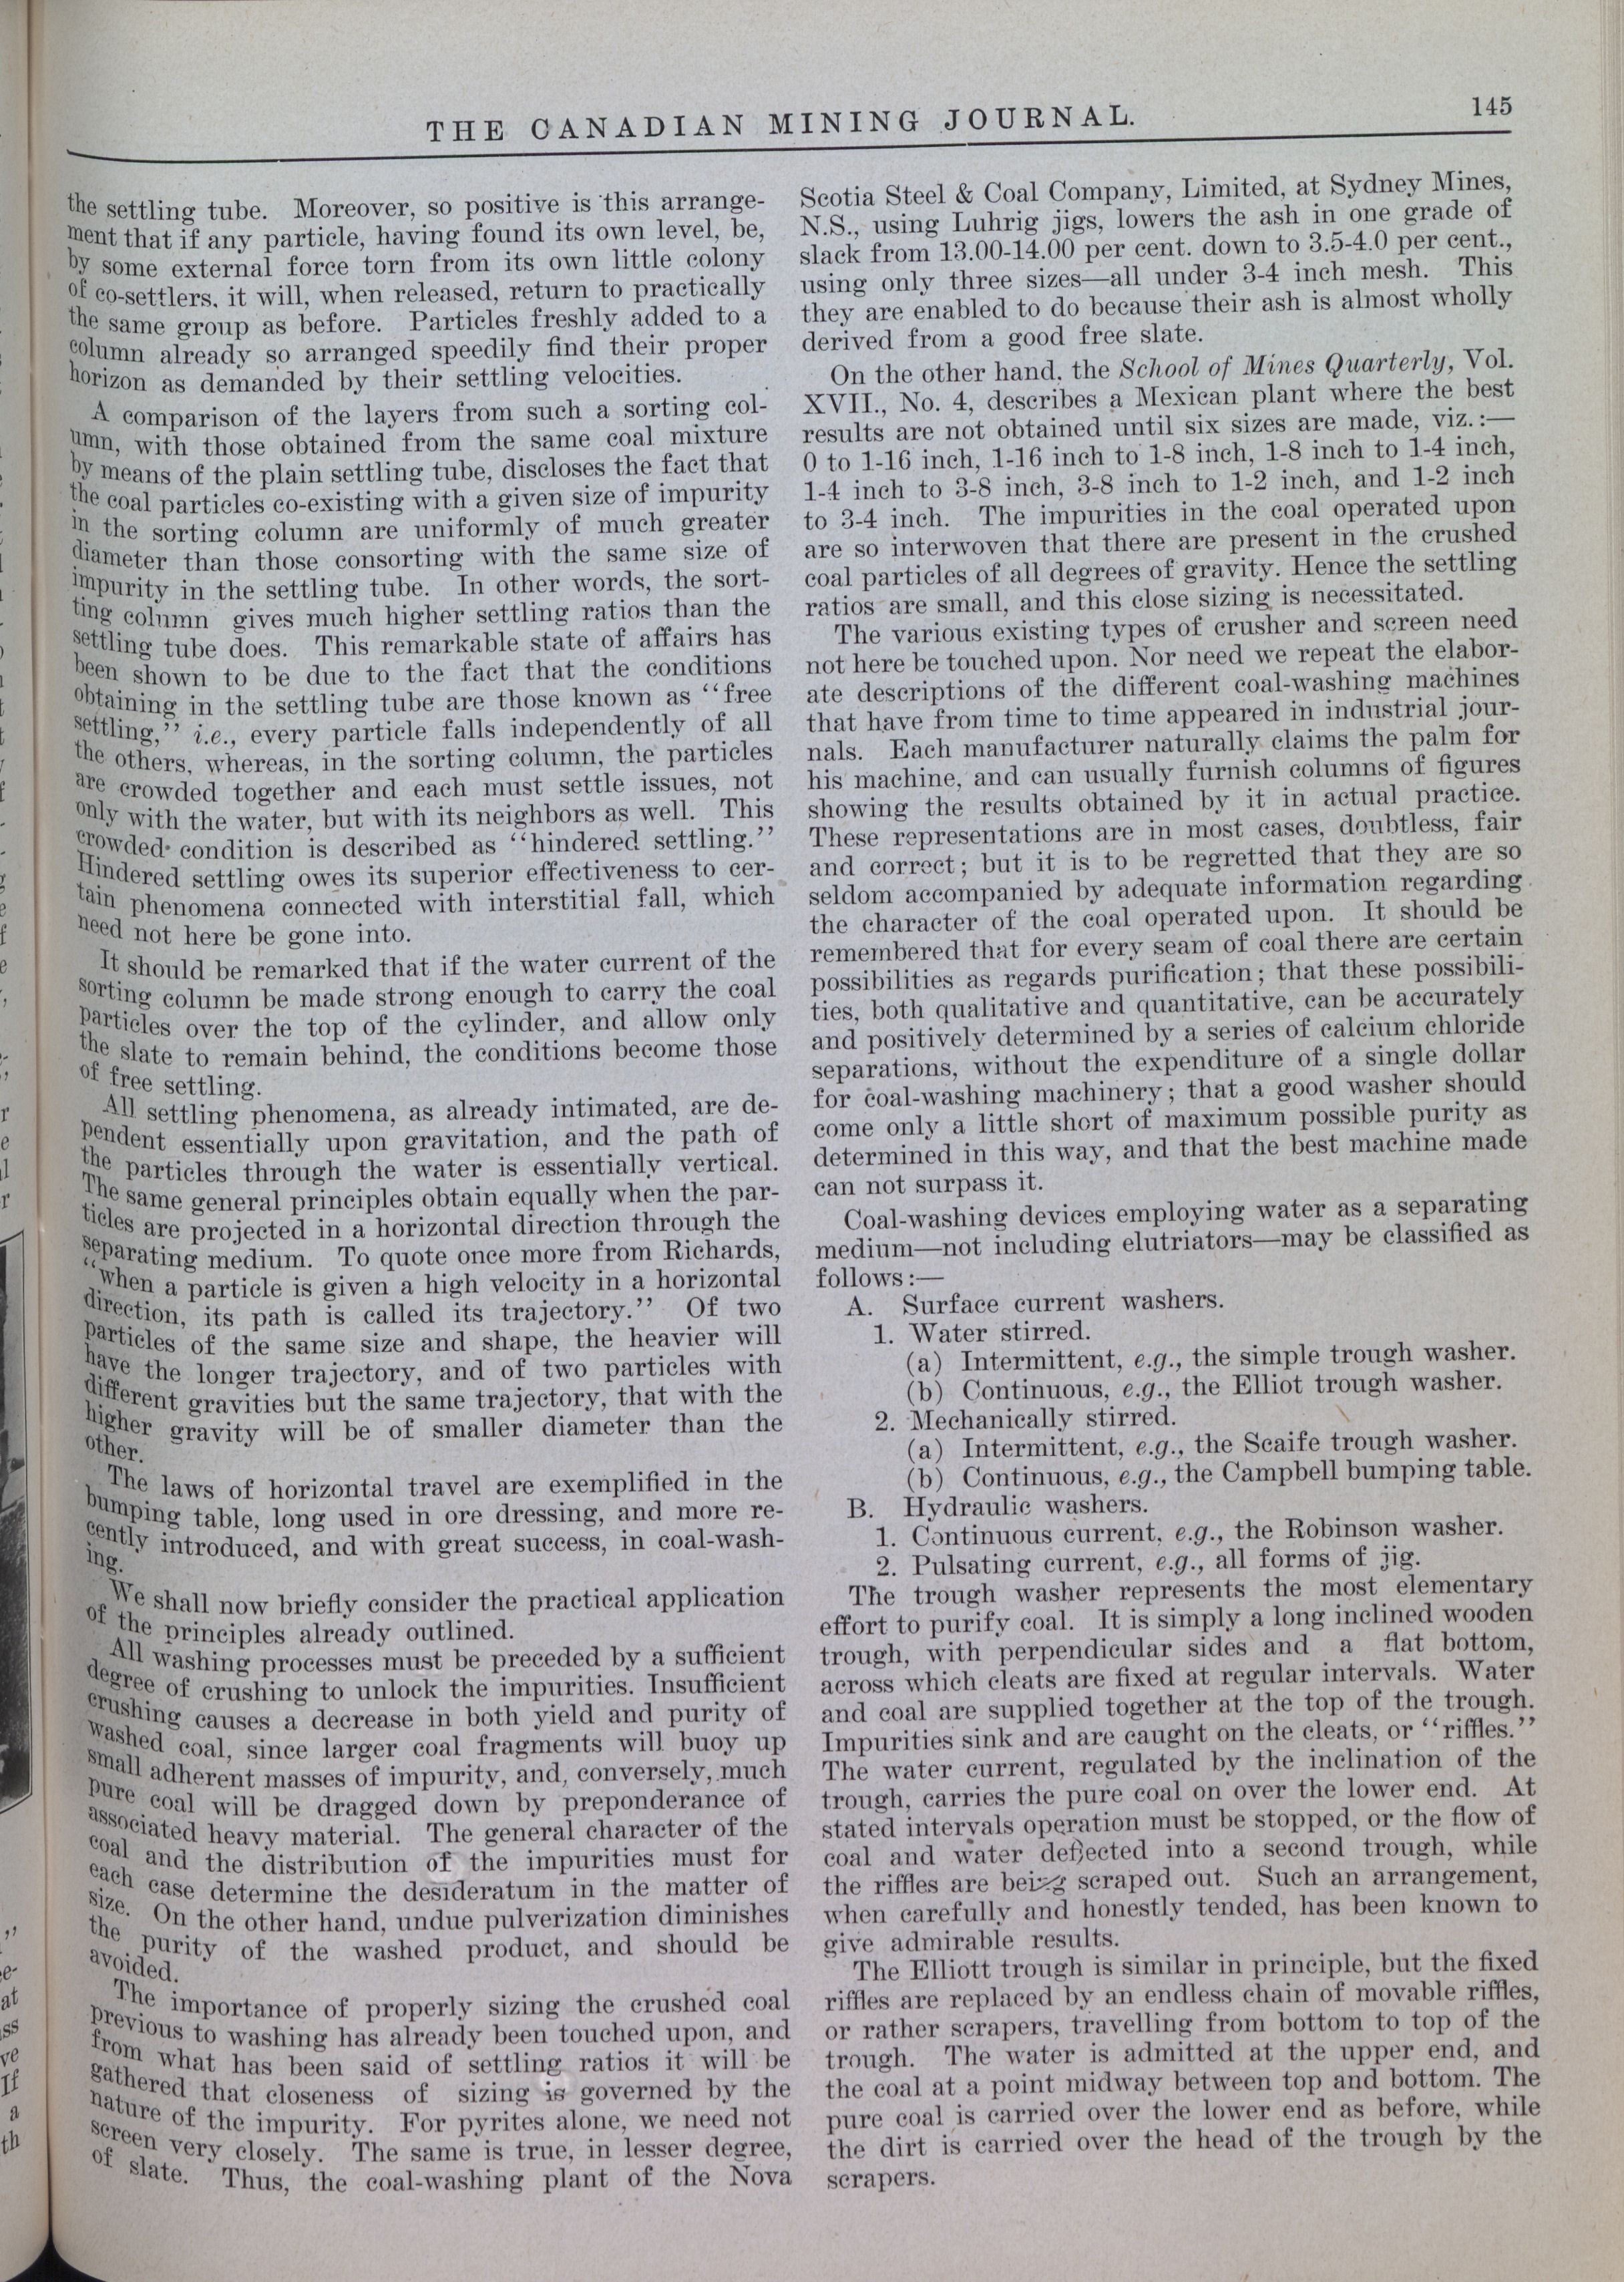 THE CANADIAN MINING JOURNAL.
145
the settling tube. Moreover, so positive is this arrange-
ment that if any particle, having found its own level, be,
by some external force torn from its own little colony
of co-settlers, it will, when released, return to practically
the same group as before. Particles freshly added to a
column already so arranged speedily find their proper
horizon as demanded by their settling velocities.
A comparison of the layers from such a sorting col-
umn, with those obtained from the same coal mixture
by means of the plain settling tube, discloses the fact that
the coal particles co-existing with a given size of impurity
in the sorting column are uniformly of much greater
diameter than those consorting with the same size of
impurity in the settling tube. In other words, the sort-
ting column gives much higher settling ratios than the
settling tube does. This remarkable state of affairs has
been shown to be due to the fact that the conditions
obtaining in the settling tube are those known as "free
settling," i.e., every particle falls independently of all
the others, whereas, in the sorting column, the particles
are crowded together and each must settle issues, not
only with the water, but with its neighbors as well. This
crowded condition is described as "hindered settling."
Hindered settling owes its superior effectiveness to cer-
tain phenomena connected with interstitial fall, which
need not here be gone into.
It should be remarked that if the water current of the
sorting column be made strong enough to carry the coal
particles over the top of the cylinder, and allow only
the slate to remain behind, the conditions become those
of free settling.
All settling phenomena, as already intimated, are de-
pendent essentially upon gravitation, and the path of
the particles through the water is essentially vertical.
The same general principles obtain equally when the par-
ticles are projected in a horizontal direction through the
separating medium. To quote once more from Richards,
"when a particle is given a high velocity in a horizontal
direction, its path is called its trajectory." Of two
particles of the same size and shape, the heavier will
have the longer trajectory, and of two particles with
different gravities but the same trajectory, that with the
higher gravity will be of smaller diameter than the
other.
The laws of horizontal travel are exemplified in the
bumping table, long used in ore dressing, and more re-
cently introduced, and with great success, in coal-wash-
ing.
We shall now briefly consider the practical application
of the principles already outlined.
All washing processes must be preceded by a sufficient
degree of crushing to unlock the impurities. Insufficient
crushing causes a decrease in both yield and purity of
washed coal, since larger coal fragments will buoy up
small adherent masses of impurity, and, conversely, much
pure coal will be dragged down by preponderance of
associated heavy material. The general character of the
coal and the distribution of the impurities must for
each case determine the desideratum in the matter of
size. On the other hand, undue pulverization diminishes
the purity of the washed product, and should be
avoided.
The importance of properly sizing the crushed coal
previous to washing has already been touched upon, and
from what has been said of settling ratios it will be
gathered that closeness of sizing is governed by the
nature of the impurity. For pyrites alone, we need not
screen very closely. The same is true, in lesser degree,
of slate. Thus, the coal-washing plant of the Nova
Scotia Steel & Coal Company, Limited, at Sydney Mines,
N.S., using Luhrig jigs, lowers the ash in one grade of
slack from 13.00-14.00 per cent. down to 3.5-4.0 per cent.,
using only three sizes—all under 3-4 inch mesh. This
they are enabled to do because their ash is almost wholly
derived from a good free slate.
On the other hand, the School of Mines Quarterly, Vol.
XVII., No. 4, describes a Mexican plant where the best
results are not obtained until six sizes are made, viz.:—
0 to 1-16 inch, 1-16 inch to 1-8 inch, 1-8 inch to 1-4 inch,
1-4 inch to 3-8 inch, 3-8 inch to 1-2 inch, and 1-2 inch
to 3-4 inch. The impurities in the coal operated upon
are so interwoven that there are present in the crushed
coal particles of all degrees of gravity. Hence the settling
ratios are small, and this close sizing is necessitated.
The various existing types of crusher and screen need
not here be touched upon. Nor need we repeat the elabor-
ate descriptions of the different coal-washing machines
that have from time to time appeared in industrial jour-
nals. Each manufacturer naturally claims the palm for
his machine, and can usually furnish columns of figures
showing the results obtained by it in actual practice.
These representations are in most cases, doubtless, fair
and correct; but it is to be regretted that they are so
seldom accompanied by adequate information regarding
the character of the coal operated upon. It should be
remembered that for every seam of coal there are certain
possibilities as regards purification; that these possibili-
ties, both qualitative and quantitative, can be accurately
and positively determined by a series of calcium chloride
separations, without the expenditure of a single dollar
for coal-washing machinery; that a good washer should
come only a little short of maximum possible purity as
determined in this way, and that the best machine made
can not surpass it.
Coal-washing devices employing water as a separating
medium—not including elutriators—may be classified as
follows:—
A. Surface current washers.
1. Water stirred.
(a) Intermittent, e.g., the simple trough washer.
(b) Continuous, e.g., the Elliot trough washer.
2. Mechanically stirred.
(a) Intermittent, e.g., the Scaife trough washer.
(b) Continuous, e.g., the Campbell bumping table.
B. Hydraulic washers.
1. Continuous current, e.g., the Robinson washer.
2. Pulsating current, e.g., all forms of jig.
The trough washer represents the most elementary
effort to purify coal. It is simply a long inclined wooden
trough, with perpendicular sides and a flat bottom,
across which cleats are fixed at regular intervals. Water
and coal are supplied together at the top of the trough.
Impurities sink and are caught on the cleats, or "riffles."
The water current, regulated by the inclination of the
trough, carries the pure coal on over the lower end. At
stated intervals operation must be stopped, or the flow of
coal and water deflected into a second trough, while
the riffles are being scraped out. Such an arrangement,
when carefully and honestly tended, has been known to
give admirable results.
The Elliott trough is similar in principle, but the fixed
riffles are replaced by an endless chain of movable riffles,
or rather scrapers, travelling from bottom to top of the
trough. The water is admitted at the upper end, and
the coal at a point midway between top and bottom. The
pure coal is carried over the lower end as before, while
the dirt is carried over the head of the trough by the
scrapers.